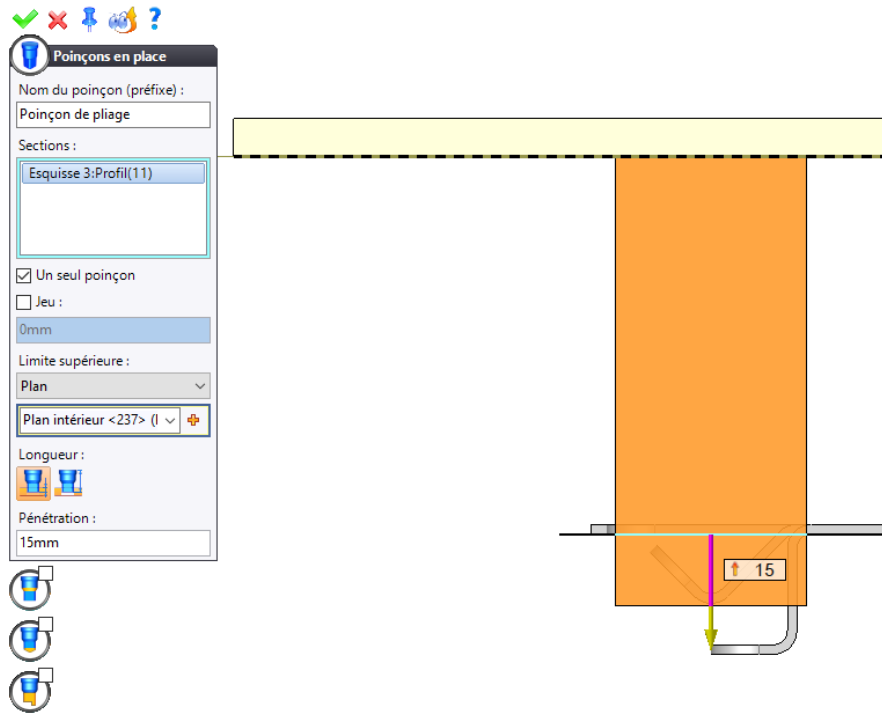 ?
Poinçons en place
Nom du poinçon (préfixe) :
Poinçon de pliage
Sections :
Esquisse 3:Profil(11)
Un seul poinçon
Jeu :
0mm
Limite supérieure :
Plan
Plan intérieur <237> (
Longueur :
Pénétration :
15mm
15